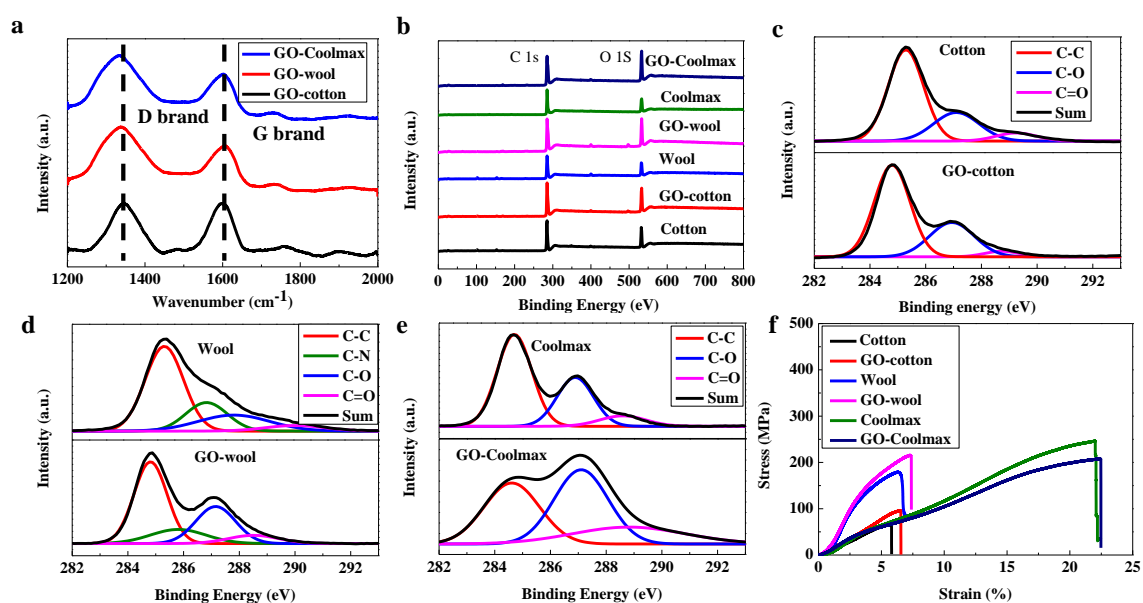 a
GO-Coolmax
GO-wool
GO-cotton
D brand
G brand
Intensity (a.u.)
1200 1400 1600 1800 2000
Wavenumber (cm⁻¹)
b
C 1s
O 1S
GO-Coolmax
Coolmax
GO-wool
Wool
GO-cotton
Cotton
Intensity (a.u.)
0 100 200 300 400 500 600 700 800
Binding Energy (eV)
c
Cotton
C-C
C-O
C=O
Sum
GO-cotton
Intensity (a.u.)
282 284 286 288 290 292
Binding energy (eV)
d
Wool
C-C
C-N
C-O
C=O
Sum
GO-wool
Intensity (a.u.)
282 284 286 288 290 292
Binding Energy (eV)
e
Coolmax
C-C
C-O
C=O
Sum
GO-Coolmax
Intensity (a.u.)
282 284 286 288 290 292
Binding Energy (eV)
f
Cotton
GO-cotton
Wool
GO-wool
Coolmax
GO-Coolmax
Stress (MPa)
500
400
300
200
100
0
0 5 10 15 20 25
Strain (%)